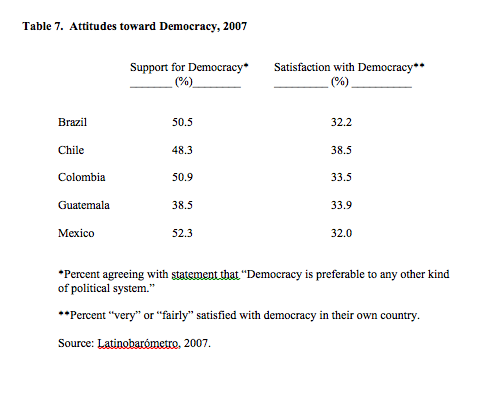 Table 7. Attitudes toward Democracy, 2007
Support for Democracy* Satisfaction with Democracy**
(%) (%)
Brazil 50.5 32.2
Chile 48.3 38.5
Colombia 50.9 33.5
Guatemala 38.5 33.9
Mexico 52.3 32.0
*Percent agreeing with statement that “Democracy is preferable to any other kind
of political system.”
**Percent “very” or “fairly” satisfied with democracy in their own country.
Source: Latinobarómetro, 2007.